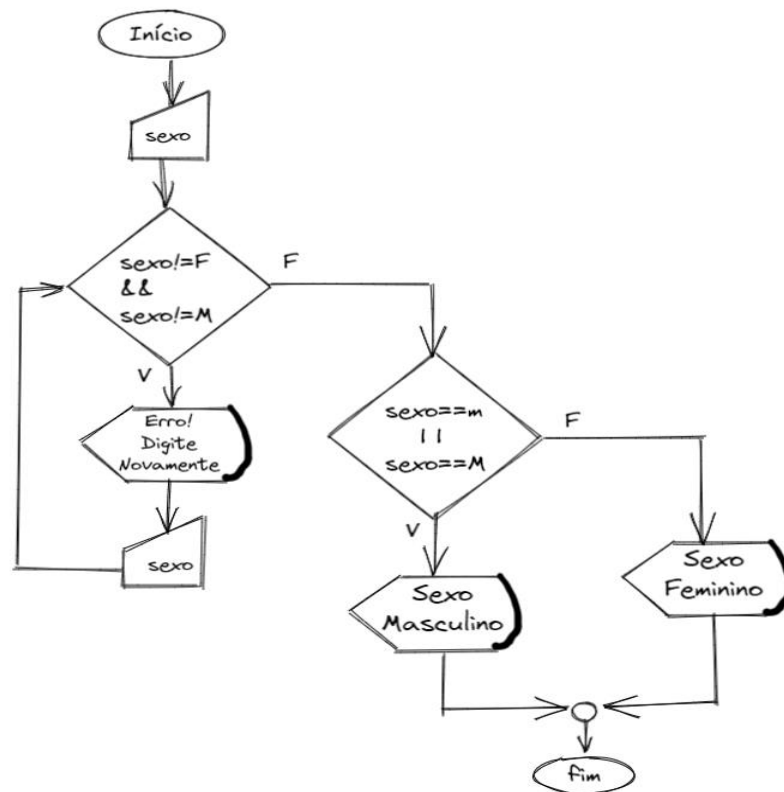 Início
sexo
sexo!=F
&&
sexo!=M
F
V
Erro!
Digite
Novamente
sexo
sexo==m
||
sexo==M
F
V
Sexo
Masculino
Sexo
Feminino
fim